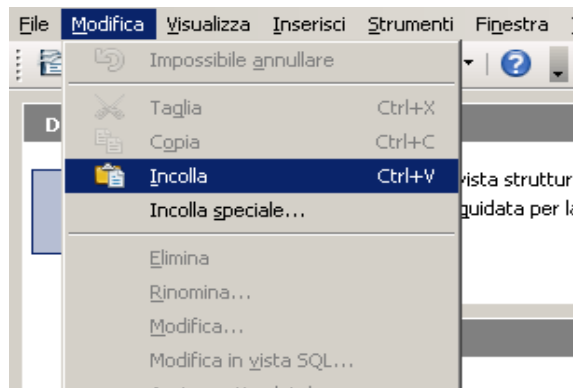 File Modifica Visualizza Inserisci Strumenti Finestra
Impossibile annullare
Taglia Ctrl+X
D
Copia Ctrl+C
Incolla Ctrl+V
vista struttur
Incolla speciale...
guidata per la
Elimina
Rinomina...
Modifica...
Modifica in vista SQL...